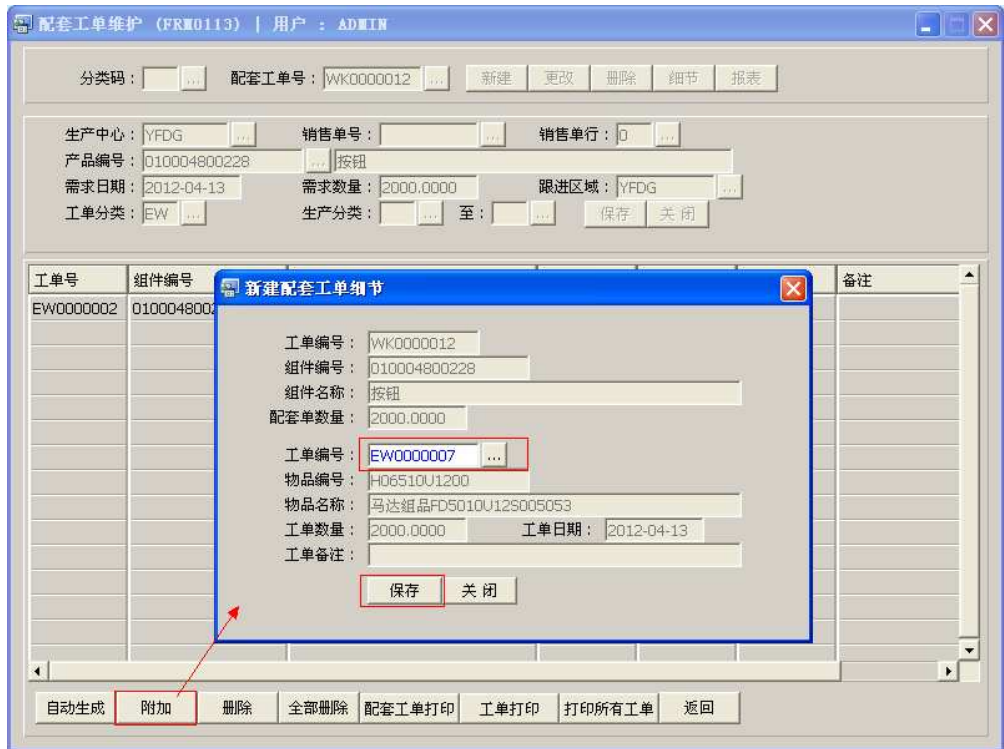 配套工单维护 (FRM0113) | 用户 : ADMIN
分类码： ... 配套工单号：WK0000012 ... 新建 更改 删除 细节 报表
生产中心：YFDG ... 销售单号： ... 销售单行：0 ...
产品编号：010004800228 ... 按钮
需求日期：2012-04-13 需求数量：2000.0000 跟进区域：YFDG ...
工单分类：EW ... 生产分类： ... 至： ... 保存 关 闭
工单号 组件编号 备注
EW0000002 010004800
新建配套工单细节
工单编号： WK0000012
组件编号： 010004800228
组件名称： 按钮
配套单数量： 2000.0000
工单编号： EW0000007 ...
物品编号： H06510U1200
物品名称： 马达组品FD5010U12S005053
工单数量： 2000.0000 工单日期： 2012-04-13
工单备注：
保存 关 闭
自动生成 附加 删除 全部删除 配套工单打印 工单打印 打印所有工单 返回